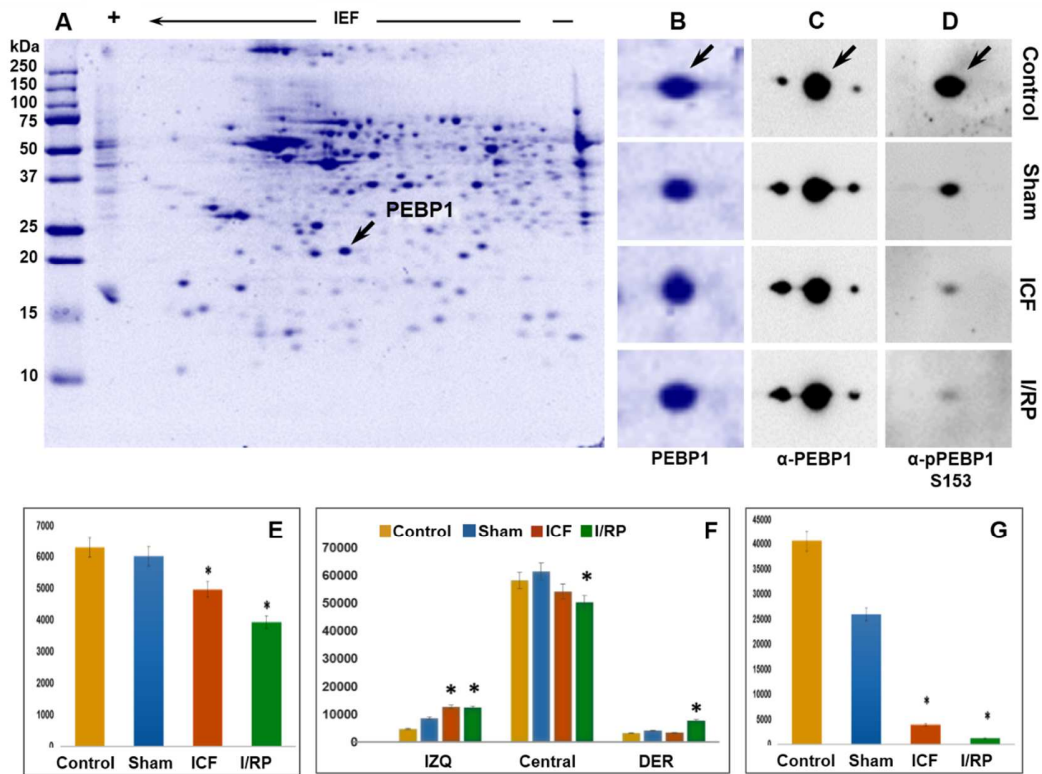 A + IEF — B C D
kDa
250
150
100
75
50
37
25
20
15
10
PEBP1
Control
Sham
ICF
I/RP
PEBP1 α-PEBP1 α-pPEBP1
S153
E
7000
6000
5000
4000
3000
2000
1000
0
* *
Control Sham ICF I/RP
F
Control Sham ICF I/RP
70000
60000
50000
40000
30000
20000
10000
0
* * * *
IZQ Central DER
G
45000
40000
35000
30000
25000
20000
15000
10000
5000
0
* *
Control Sham ICF I/RP